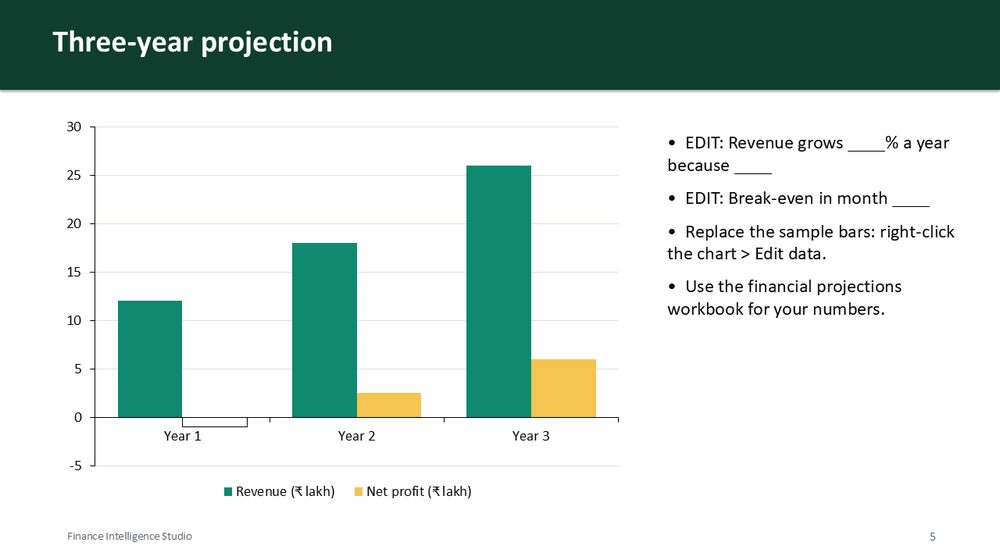 Three-year projection
30
25
20
15
10
5
0
-5
Year 1 Year 2 Year 3
Revenue (₹ lakh) Net profit (₹ lakh)
• EDIT: Revenue grows ____% a year
because ____
• EDIT: Break-even in month ____
• Replace the sample bars: right-click
the chart > Edit data.
• Use the financial projections
workbook for your numbers.
Finance Intelligence Studio
5